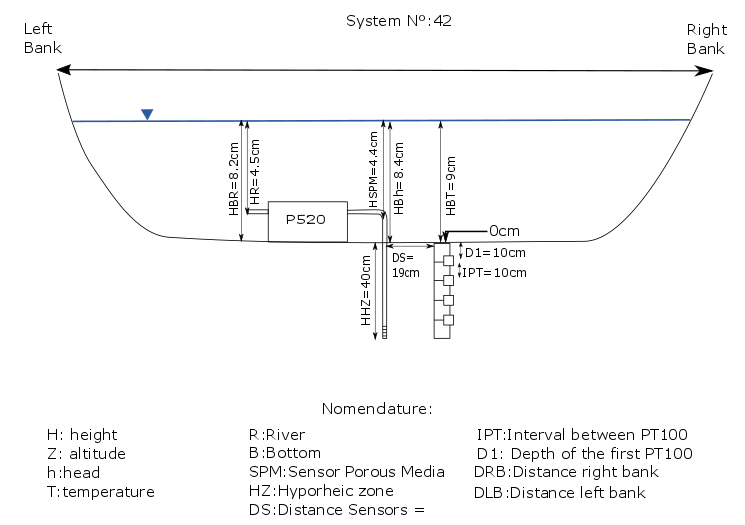 System Nº:42
Left
Bank
Right
Bank
HBR=8.2cm
HR=4.5cm
HSPM=4.4cm
HBh=8.4cm
HBT=9cm
P520
0cm
D1=10cm
IPT=10cm
DS=
19cm
HHZ=40cm
Nomendature:
H: height
Z: altitude
h:head
T:temperature
R:River
B:Bottom
SPM:Sensor Porous Media
HZ:Hyporheic zone
DS:Distance Sensors =
IPT:Interval between PT100
D1: Depth of the first PT100
DRB:Distance right bank
DLB:Distance left bank